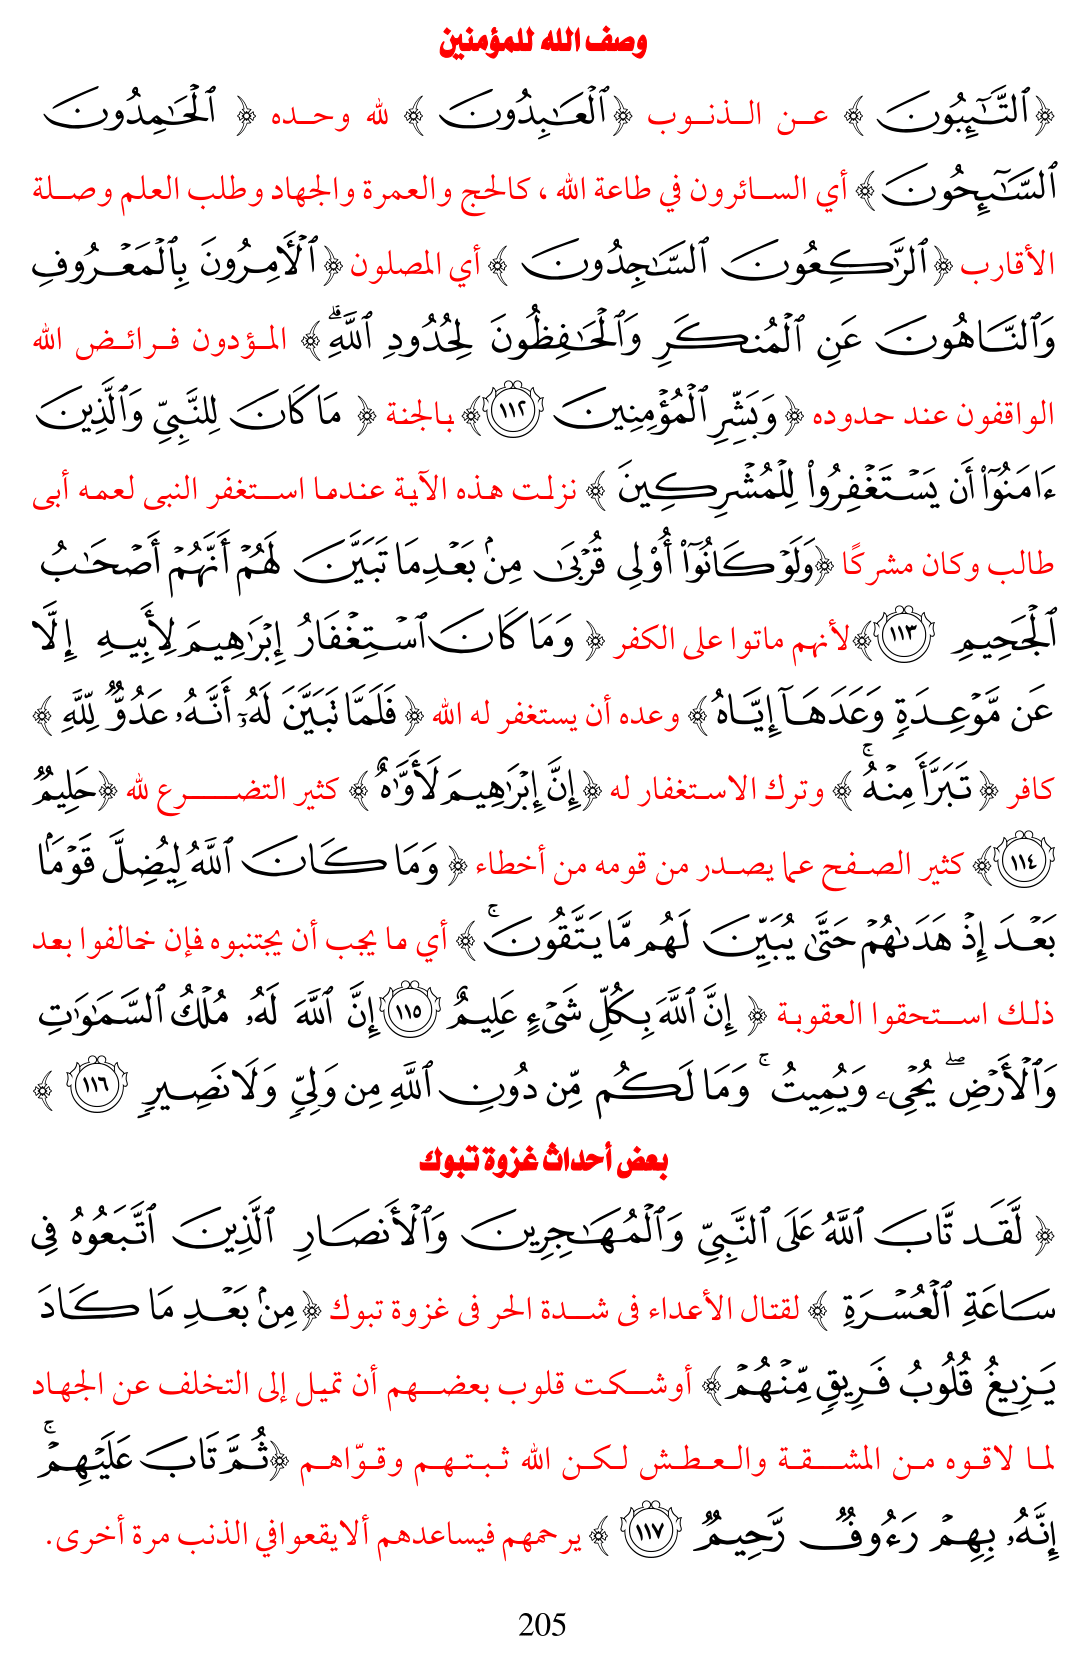 وصف الله للمؤمنين
﴿ ٱلتَّٰٓئِبُونَ ﴾ عن الذنوب ﴿ ٱلْعَٰبِدُونَ ﴾ لله وحده ﴿ ٱلْحَٰمِدُونَ
ٱلسَّٰٓئِحُونَ ﴾ أي السائرون في طاعة الله ، كالحج والعمرة والجهاد وطلب العلم وصلة
الأقارب ﴿ ٱلرَّٰكِعُونَ ٱلسَّٰجِدُونَ ﴾ أي المصلون ﴿ ٱلْءَامِرُونَ بِٱلْمَعْرُوفِ
وَٱلنَّاهُونَ عَنِ ٱلْمُنكَرِ وَٱلْحَٰفِظُونَ لِحُدُودِ ٱللَّهِۗ ﴾ المؤدون فرائض الله
الواقفون عند حدوده ﴿ وَبَشِّرِ ٱلْمُؤْمِنِينَ ١١٢ ﴾ بالجنة ﴿ مَا كَانَ لِلنَّبِيِّ وَٱلَّذِينَ
ءَامَنُوٓا۟ أَن يَسْتَغْفِرُوا۟ لِلْمُشْرِكِينَ ﴾ نزلت هذه الآية عندما استغفر النبى لعمه أبى
طالب وكان مشركًا ﴿ وَلَوْ كَانُوٓا۟ أُو۟لِى قُرْبَىٰ مِنۢ بَعْدِ مَا تَبَيَّنَ لَهُمْ أَنَّهُمْ أَصْحَٰبُ
ٱلْجَحِيمِ ١١٣ ﴾ لأنهم ماتوا على الكفر ﴿ وَمَا كَانَ ٱسْتِغْفَارُ إِبْرَٰهِيمَ لِأَبِيهِ إِلَّا
عَن مَّوْعِدَةٍ وَعَدَهَآ إِيَّاهُ ﴾ وعده أن يستغفر له الله ﴿ فَلَمَّا تَبَيَّنَ لَهُۥٓ أَنَّهُۥ عَدُوٌّ لِّلَّهِ ﴾
كافر ﴿ تَبَرَّأَ مِنْهُۚ ﴾ وترك الاستغفار له ﴿ إِنَّ إِبْرَٰهِيمَ لَأَوَّٰهٌ ﴾ كثير التضرع لله ﴿ حَلِيمٌ
١١٤ ﴾ كثير الصفح عما يصدر من قومه من أخطاء ﴿ وَمَا كَانَ ٱللَّهُ لِيُضِلَّ قَوْمًۢا
بَعْدَ إِذْ هَدَىٰهُمْ حَتَّىٰ يُبَيِّنَ لَهُم مَّا يَتَّقُونَۚ ﴾ أي ما يجب أن يجتنبوه فإن خالفوا بعد
ذلك استحقوا العقوبة ﴿ إِنَّ ٱللَّهَ بِكُلِّ شَىْءٍ عَلِيمٌ ١١٥ إِنَّ ٱللَّهَ لَهُۥ مُلْكُ ٱلسَّمَٰوَٰتِ
وَٱلْأَرْضِۖ يُحْىِۦ وَيُمِيتُۚ وَمَا لَكُم مِّن دُونِ ٱللَّهِ مِن وَلِىٍّ وَلَا نَصِيرٍ ١١٦ ﴾
بعض أحداث غزوة تبوك
﴿ لَّقَد تَّابَ ٱللَّهُ عَلَى ٱلنَّبِيِّ وَٱلْمُهَٰجِرِينَ وَٱلْأَنصَارِ ٱلَّذِينَ ٱتَّبَعُوهُ فِى
سَاعَةِ ٱلْعُسْرَةِ ﴾ لقتال الأعداء فى شدة الحر فى غزوة تبوك ﴿ مِنۢ بَعْدِ مَا كَادَ
يَزِيغُ قُلُوبُ فَرِيقٍ مِّنْهُمْ ﴾ أوشكت قلوب بعضهم أن تميل إلى التخلف عن الجهاد
لما لاقوه من المشقة والعطش لكن الله ثبتهم وقوّاهم ﴿ ثُمَّ تَابَ عَلَيْهِمْۚ
إِنَّهُۥ بِهِمْ رَءُوفٌ رَّحِيمٌ ١١٧ ﴾ يرحمهم فيساعدهم ألايقعوافي الذنب مرة أخرى.
205